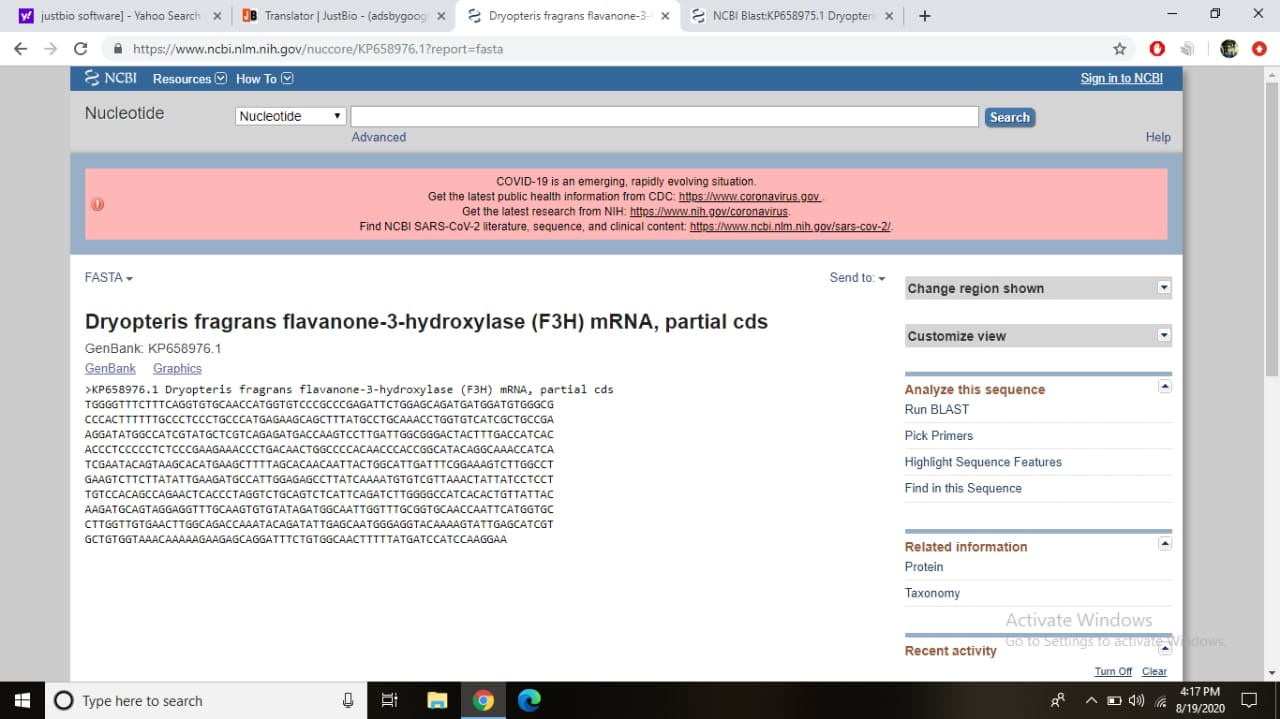 justbio software] - Yahoo Search
Translator | JustBio - (adsbygoog
Dryopteris fragrans flavanone-3-
NCBI Blast:KP658975.1 Dryopteri
https://www.ncbi.nlm.nih.gov/nuccore/KP658976.1?report=fasta
NCBI Resources How To Sign in to NCBI
Nucleotide Nucleotide Search
Advanced Help
COVID-19 is an emerging, rapidly evolving situation.
Get the latest public health information from CDC: https://www.coronavirus.gov .
Get the latest research from NIH: https://www.nih.gov/coronavirus.
Find NCBI SARS-CoV-2 literature, sequence, and clinical content: https://www.ncbi.nlm.nih.gov/sars-cov-2/.
FASTA Send to:
Dryopteris fragrans flavanone-3-hydroxylase (F3H) mRNA, partial cds
GenBank: KP658976.1
GenBank Graphics
>KP658976.1 Dryopteris fragrans flavanone-3-hydroxylase (F3H) mRNA, partial cds
TGGGGTTTCTTTCAGGTGTGCAACCATGGTGTCCCGCCCGAGATTCTGGAGCAGATGATGGATGTGGGCG
CCCACTTTTTTGCCCTCCCTGCCCATGAGAAGCAGCTTTATGCCTGCAAACCTGGTGTCATCGCTGCCGA
AGGATATGGCCATCGTATGCTCGTCAGAGATGACCAAGTCCTTGATTGGCGGGACTACTTTGACCATCAC
ACCCTCCCCCTCTCCCGAAGAAACCCTGACAACTGGCCCCACAACCCACCGGCATACAGGCAAACCATCA
TCGAATACAGTAAGCACATGAAGCTTTTAGCACAACAATTACTGGCATTGATTTCGGAAAGTCTTGGCCT
GAAGTCTTCTTATATTGAAGATGCCATTGGAGAGCCTTATCAAAATGTGTCGTTAAACTATTATCCTCCT
TGTCCACAGCCAGAACTCACCCTAGGTCTGCAGTCTCATTCAGATCTTGGGGCCATCACACTGTTATTAC
AAGATGCAGTAGGAGGTTTGCAAGTGTGTATAGATGGCAATTGGTTTGCGGTGCAACCAATTCATGGTGC
CTTGGTTGTGAACTTGGCAGACCAAATACAGATATTGAGCAATGGGAGGTACAAAAGTATTGAGCATCGT
GCTGTGGTAAACAAAAAGAAGAGCAGGATTTCTGTGGCAACTTTTTATGATCCATCCAAGGAA
Change region shown
Customize view
Analyze this sequence
Run BLAST
Pick Primers
Highlight Sequence Features
Find in this Sequence
Related information
Protein
Taxonomy
Activate Windows
Go to Settings to activate Windows.
Recent activity
Turn Off Clear
Type here to search
4:17 PM
8/19/2020